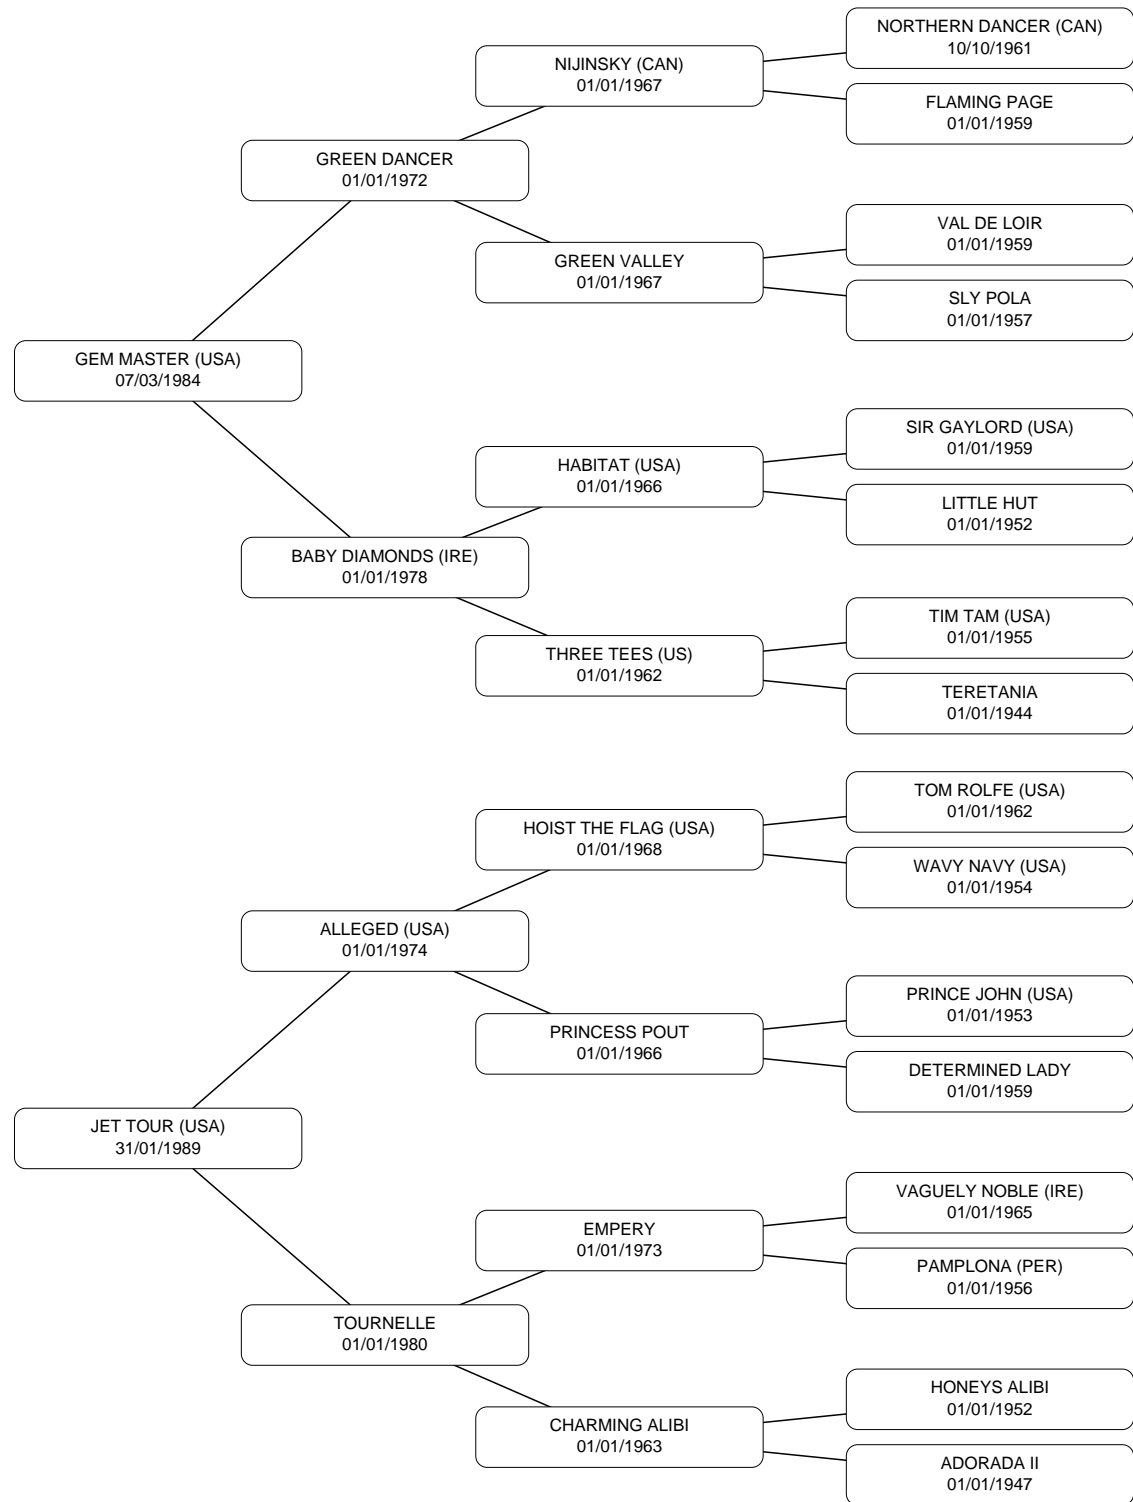 NORTHERN DANCER (CAN)
10/10/1961
NIJINSKY (CAN)
01/01/1967
FLAMING PAGE
01/01/1959
GREEN DANCER
01/01/1972
VAL DE LOIR
01/01/1959
GREEN VALLEY
01/01/1967
SLY POLA
01/01/1957
GEM MASTER (USA)
07/03/1984
SIR GAYLORD (USA)
01/01/1959
HABITAT (USA)
01/01/1966
LITTLE HUT
01/01/1952
BABY DIAMONDS (IRE)
01/01/1978
TIM TAM (USA)
01/01/1955
THREE TEES (US)
01/01/1962
TERETANIA
01/01/1944
TOM ROLFE (USA)
01/01/1962
HOIST THE FLAG (USA)
01/01/1968
WAVY NAVY (USA)
01/01/1954
ALLEGED (USA)
01/01/1974
PRINCE JOHN (USA)
01/01/1953
PRINCESS POUT
01/01/1966
DETERMINED LADY
01/01/1959
JET TOUR (USA)
31/01/1989
VAGUELY NOBLE (IRE)
01/01/1965
EMPERY
01/01/1973
PAMPLONA (PER)
01/01/1956
TOURNELLE
01/01/1980
HONEYS ALIBI
01/01/1952
CHARMING ALIBI
01/01/1963
ADORADA II
01/01/1947